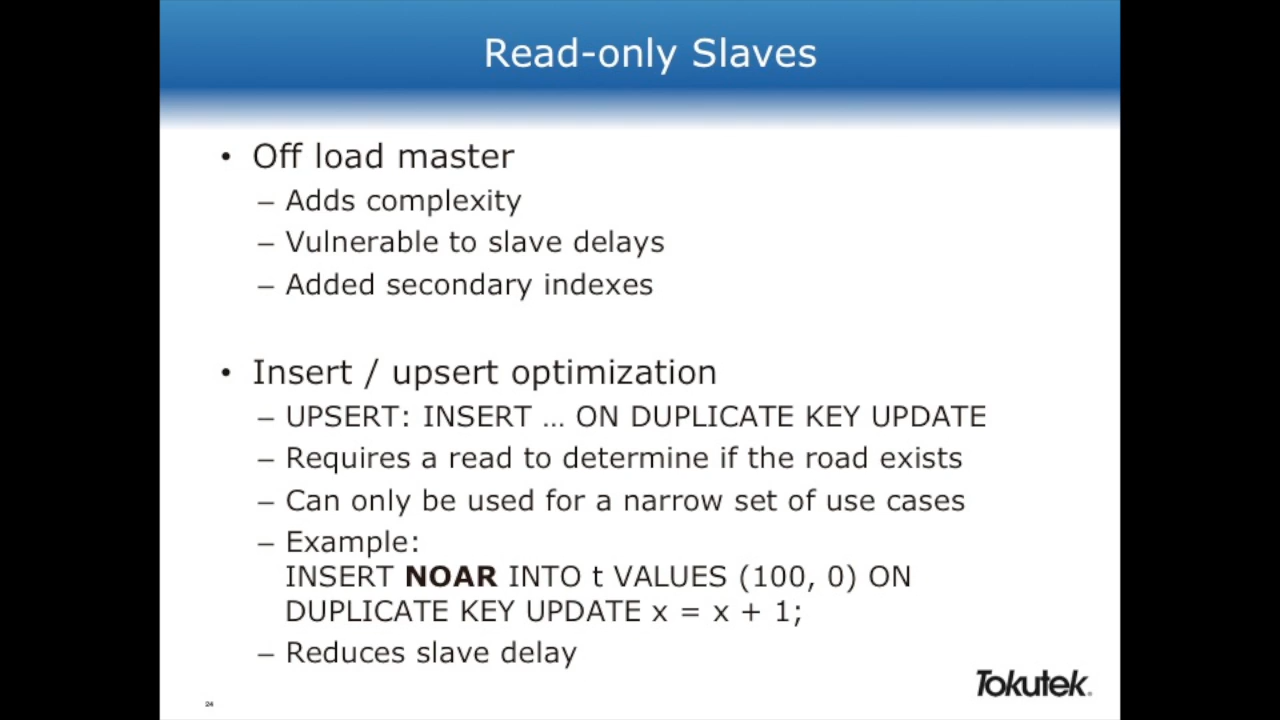 Read-only Slaves
• Off load master
– Adds complexity
– Vulnerable to slave delays
– Added secondary indexes
• Insert / upsert optimization
– UPSERT: INSERT … ON DUPLICATE KEY UPDATE
– Requires a read to determine if the road exists
– Can only be used for a narrow set of use cases
– Example:
INSERT NOAR INTO t VALUES (100, 0) ON
DUPLICATE KEY UPDATE x = x + 1;
– Reduces slave delay
Tokutek®
24